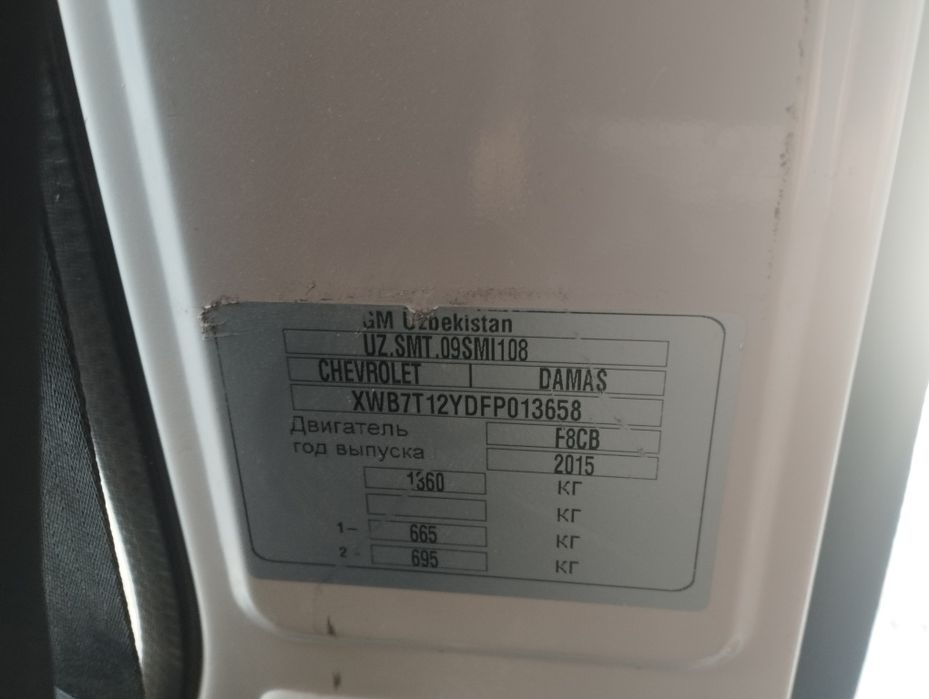 GM Uzbekistan
UZ.SMT.09SMI108
CHEVROLET DAMAS
XWB7T12YDFP013658
Двигатель F8CB
год выпуска 2015
1360 кг
кг
1- 665 кг
2- 695 кг